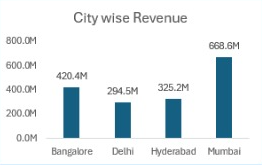 City wise Revenue
800.0M
668.6M
600.0M
420.4M
400.0M
294.5M
325.2M
200.0M
0.0M
Bangalore Delhi Hyderabad Mumbai